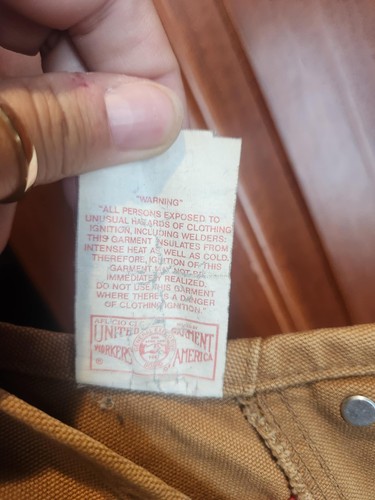 "WARNING"
"ALL PERSONS EXPOSED TO
UNUSUAL HAZARDS OF CLOTHING
IGNITION, INCLUDING WELDERS:
THIS GARMENT INSULATES FROM
INTENSE HEAT AS WELL AS COLD.
THEREFORE, IGNITION OF THIS
GARMENT MAY NOT BE
IMMEDIATELY REALIZED.
DO NOT USE THIS GARMENT
WHERE THERE IS A DANGER
OF CLOTHING IGNITION."
AFL/CIO
UNITED GARMENT
WORKERS AMERICA